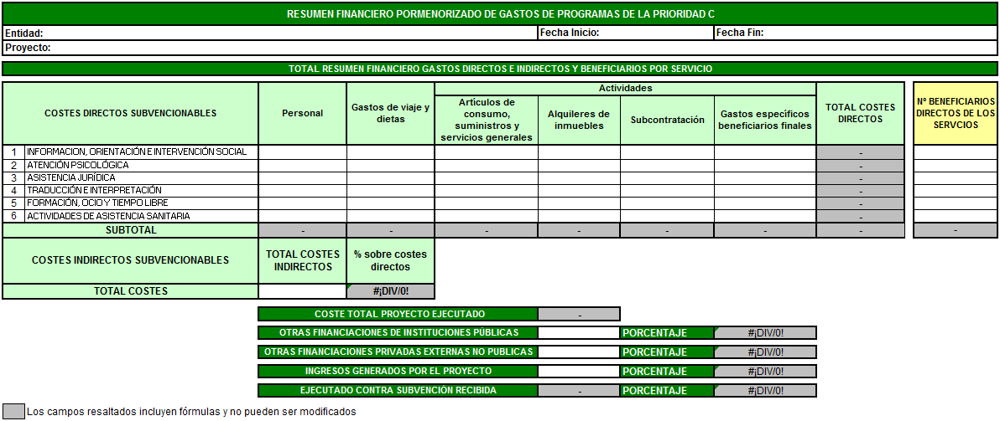 RESUMEN FINANCIERO PORMENORIZADO DE GASTOS DE PROGRAMAS DE LA PRIORIDAD C
Entidad: Fecha Inicio: Fecha Fin:
Proyecto:
TOTAL RESUMEN FINANCIERO GASTOS DIRECTOS E INDIRECTOS Y BENEFICIARIOS POR SERVICIO
COSTES DIRECTOS SUBVENCIONABLES
Personal
Gastos de viaje y
dietas
Actividades
Artículos de
consumo,
suministros y
servicios generales
Alquileres de
inmuebles
Subcontratación
Gastos específicos
beneficiarios finales
TOTAL COSTES
DIRECTOS
Nº BENEFICIARIOS
DIRECTOS DE LOS
SERVCIOS
1 INFORMACION, ORIENTACIÓN E INTERVENCIÓN SOCIAL -
2 ATENCIÓN PSICOLÓGICA -
3 ASISTENCIA JURÍDICA -
4 TRADUCCIÓN E INTERPRETACIÓN -
5 FORMACIÓN, OCIO Y TIEMPO LIBRE -
6 ACTIVIDADES DE ASISTENCIA SANITARIA -
SUBTOTAL - - - - - - - -
COSTES INDIRECTOS SUBVENCIONABLES
TOTAL COSTES
INDIRECTOS
% sobre costes
directos
TOTAL COSTES #¡DIV/0!
COSTE TOTAL PROYECTO EJECUTADO -
OTRAS FINANCIACIONES DE INSTITUCIONES PÚBLICAS PORCENTAJE #¡DIV/0!
OTRAS FINANCIACIONES PRIVADAS EXTERNAS NO PUBLICAS PORCENTAJE #¡DIV/0!
INGRESOS GENERADOS POR EL PROYECTO PORCENTAJE #¡DIV/0!
EJECUTADO CONTRA SUBVENCIÓN RECIBIDA - PORCENTAJE #¡DIV/0!
Los campos resaltados incluyen fórmulas y no pueden ser modificados